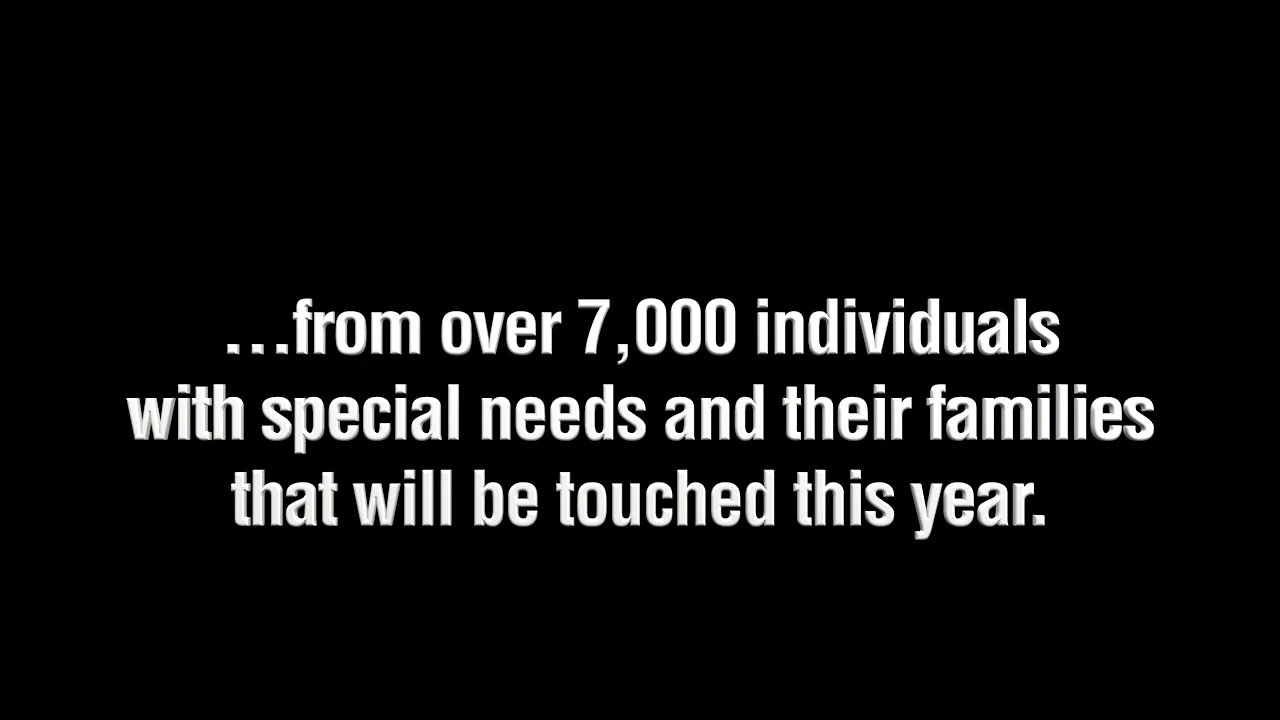 ...from over 7,000 individuals
with special needs and their families
that will be touched this year.